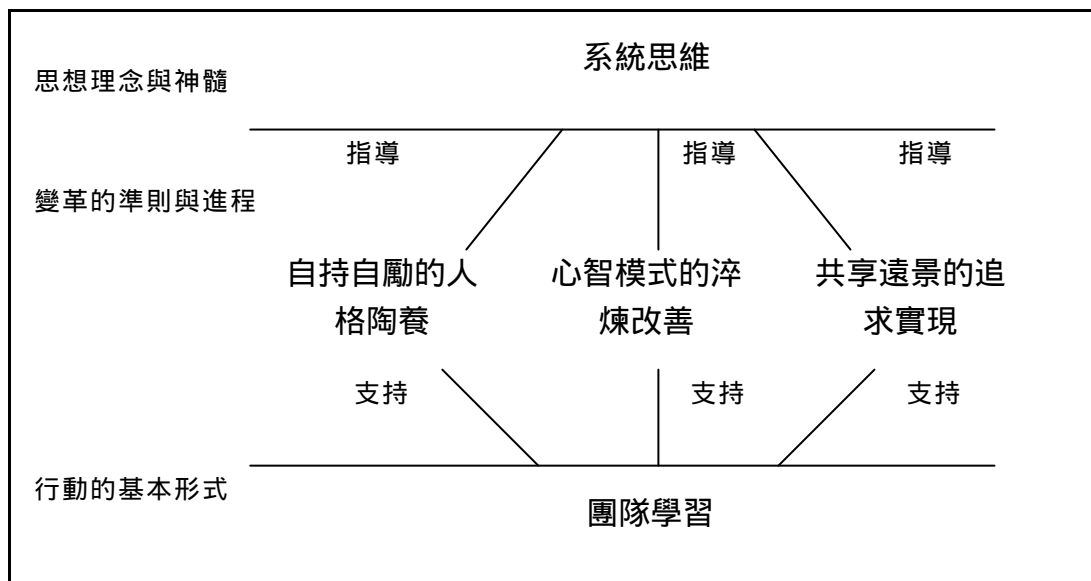 系統思維
思想理念與神髓
指導
指導
指導
變革的準則與進程
自持自勵的人
格陶養
心智模式的淬
煉改善
共享遠景的追
求實現
支持
支持
支持
行動的基本形式
團隊學習